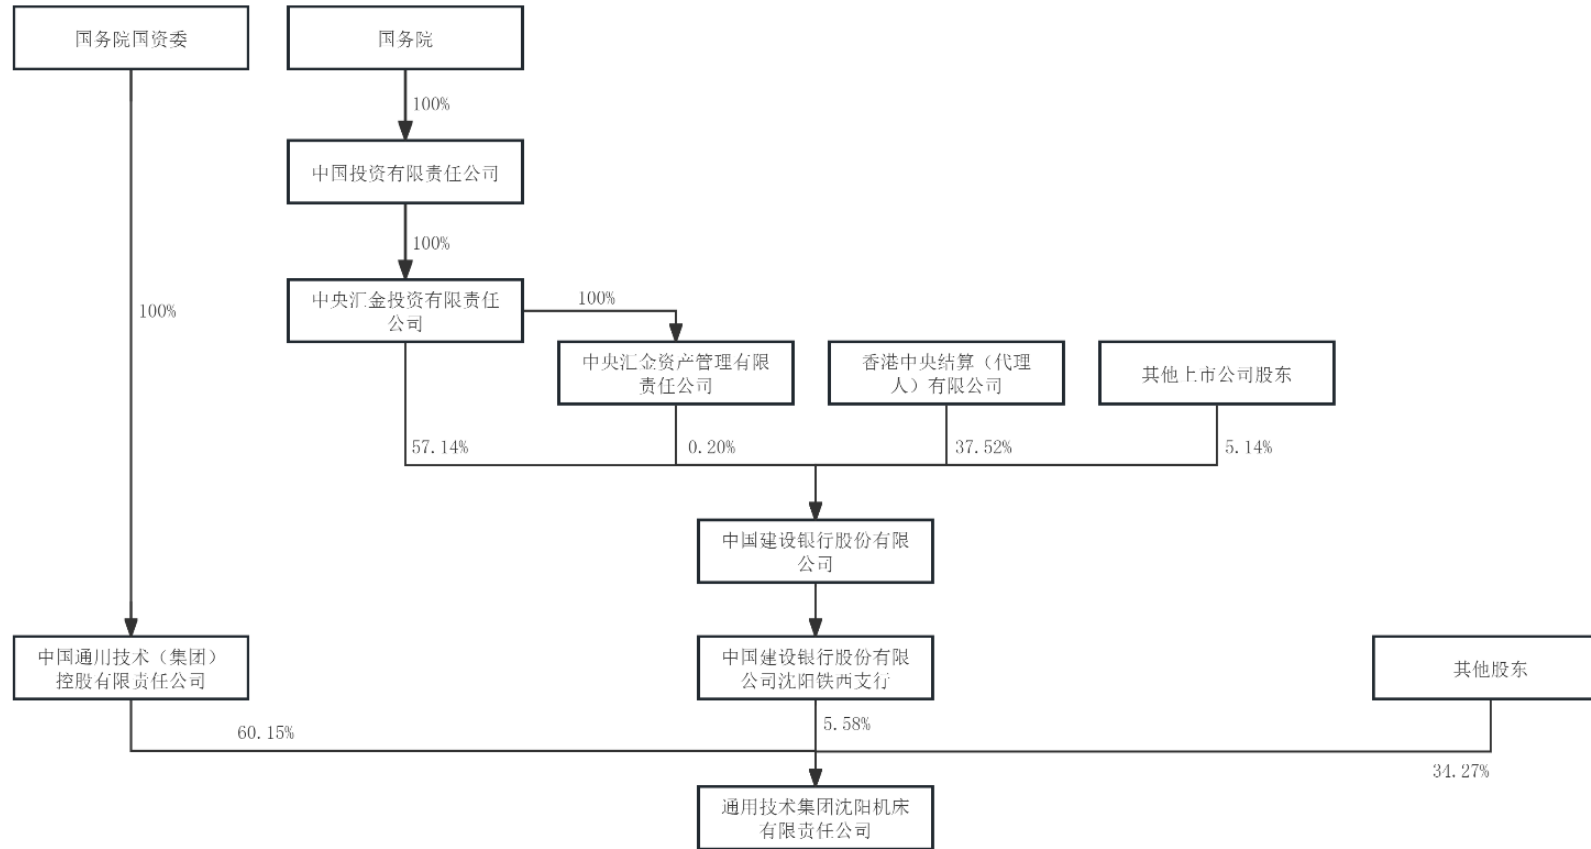 国务院国资委
国务院
100%
中国投资有限责任公司
100%
中央汇金投资有限责任
公司
100%
100%
中央汇金资产管理有限
责任公司
香港中央结算（代理
人）有限公司
其他上市公司股东
57.14%
0.20%
37.52%
5.14%
中国建设银行股份有限
公司
中国通用技术（集团）
控股有限责任公司
中国建设银行股份有限
公司沈阳铁西支行
其他股东
60.15%
5.58%
34.27%
通用技术集团沈阳机床
有限责任公司